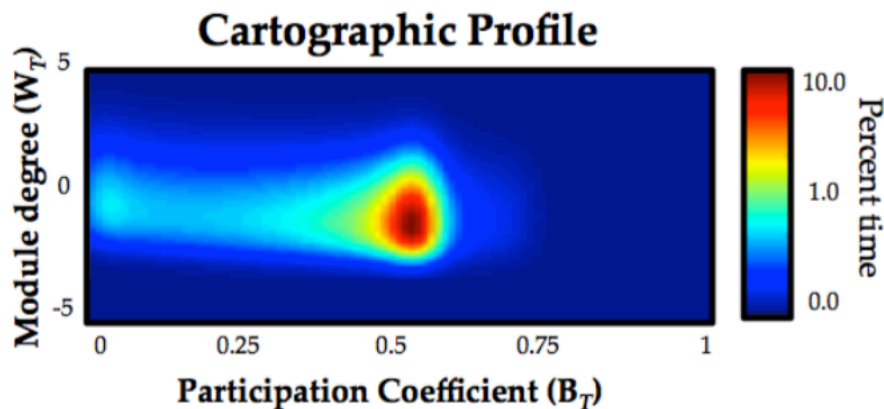 Cartographic Profile
Module degree (W_T)
5
0
-5
0 0.25 0.5 0.75 1
Participation Coefficient (B_T)
10.0
1.0
0.0
Percent time